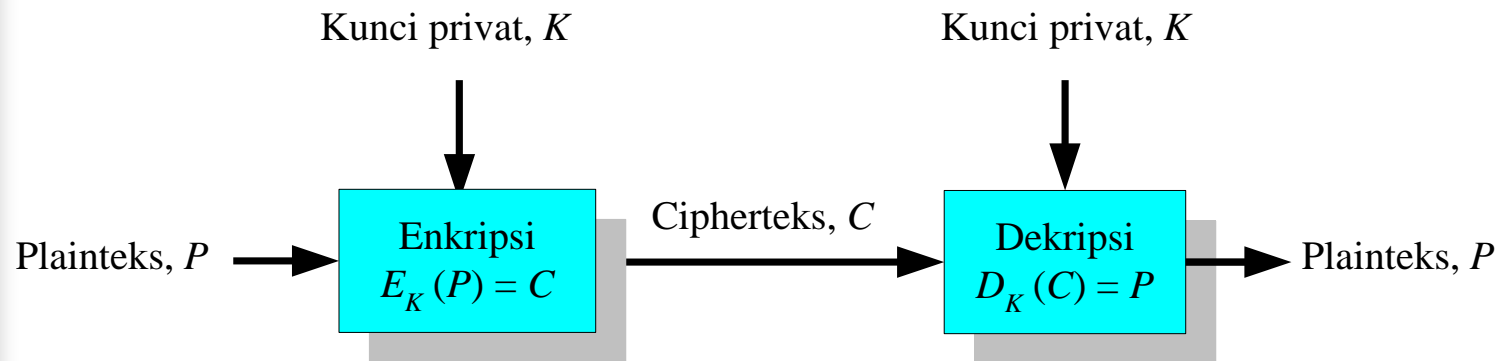 Kunci privat, K
Kunci privat, K
Plainteks, P
Enkripsi
E_K (P) = C
Cipherteks, C
Dekripsi
D_K (C) = P
Plainteks, P